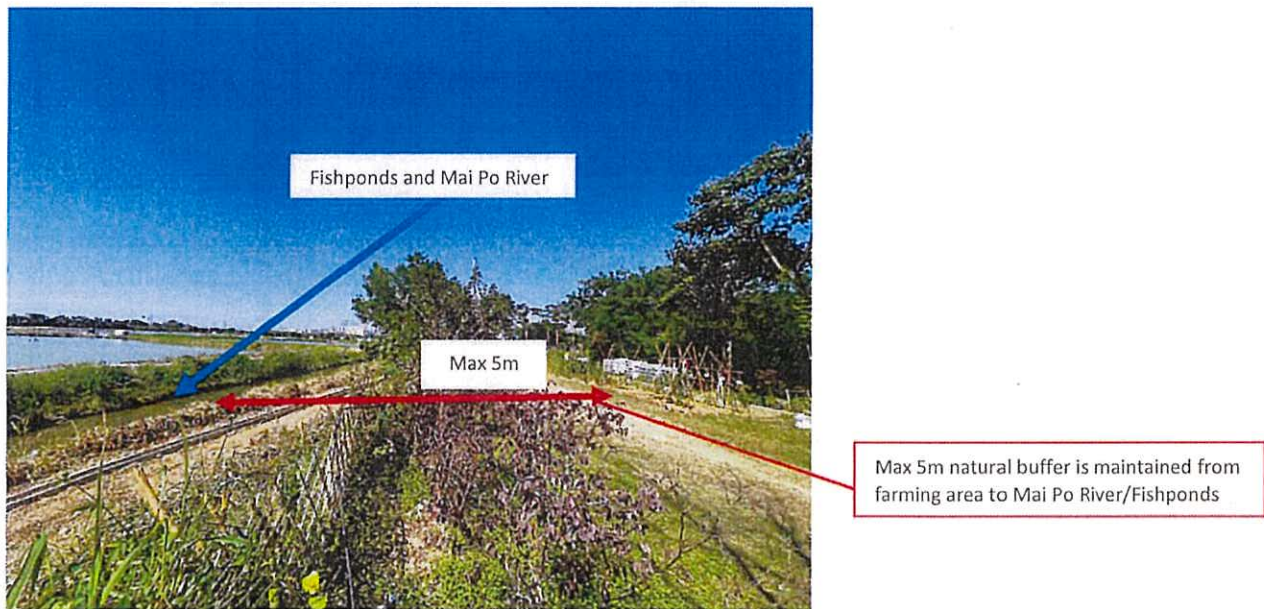 Fishponds and Mai Po River
Max 5m
Max 5m natural buffer is maintained from
farming area to Mai Po River/Fishponds